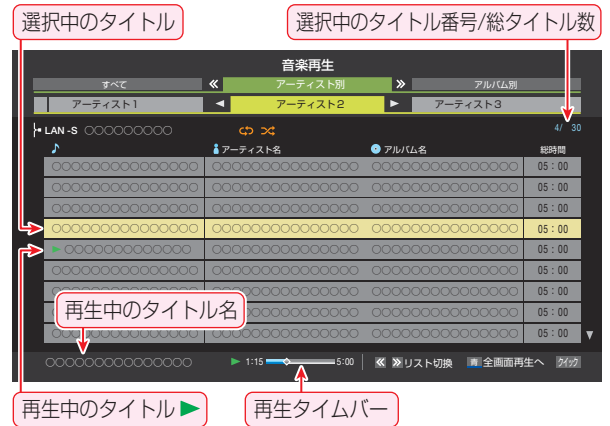 選択中のタイトル
選択中のタイトル番号/総タイトル数
音楽再生
すべて ≪ アーティスト別 ≫ アルバム別
アーティスト1 ◀ アーティスト2 ▶ アーティスト3
LAN -S ○○○○○○○○○ 4/ 30
♪ アーティスト名 アルバム名 総時間
○○○○○○○○○○○○○○ ○○○○○○○○○○○○○○ ○○○○○○○○○○○○○○ 05:00
○○○○○○○○○○○○○○ ○○○○○○○○○○○○○○ ○○○○○○○○○○○○○○ 05:00
○○○○○○○○○○○○○○ ○○○○○○○○○○○○○○ ○○○○○○○○○○○○○○ 05:00
○○○○○○○○○○○○○○ ○○○○○○○○○○○○○○ ○○○○○○○○○○○○○○ 05:00
▶ ○○○○○○○○○○○○ ○○○○○○○○○○○○○○ ○○○○○○○○○○○○○○ 05:00
○○○○○○○○○○○○○○ ○○○○○○○○○○○○○○ ○○○○○○○○○○○○○○ 05:00
○○○○○○○○○○○○○○ ○○○○○○○○○○○○○○ ○○○○○○○○○○○○○○ 05:00
再生中のタイトル名
○○○○○○○○○○○○○○ 05:00
○○○○○○○○○○○○○○ ○○○○○○○○○○○○○○ ○○○○○○○○○○○○○○ 05:00 ▼
○○○○○○○○○○○○○○ ▶ 1:15 5:00 ≪ ≫リスト切換 青 全画面再生へ クイック
再生中のタイトル▶
再生タイムバー